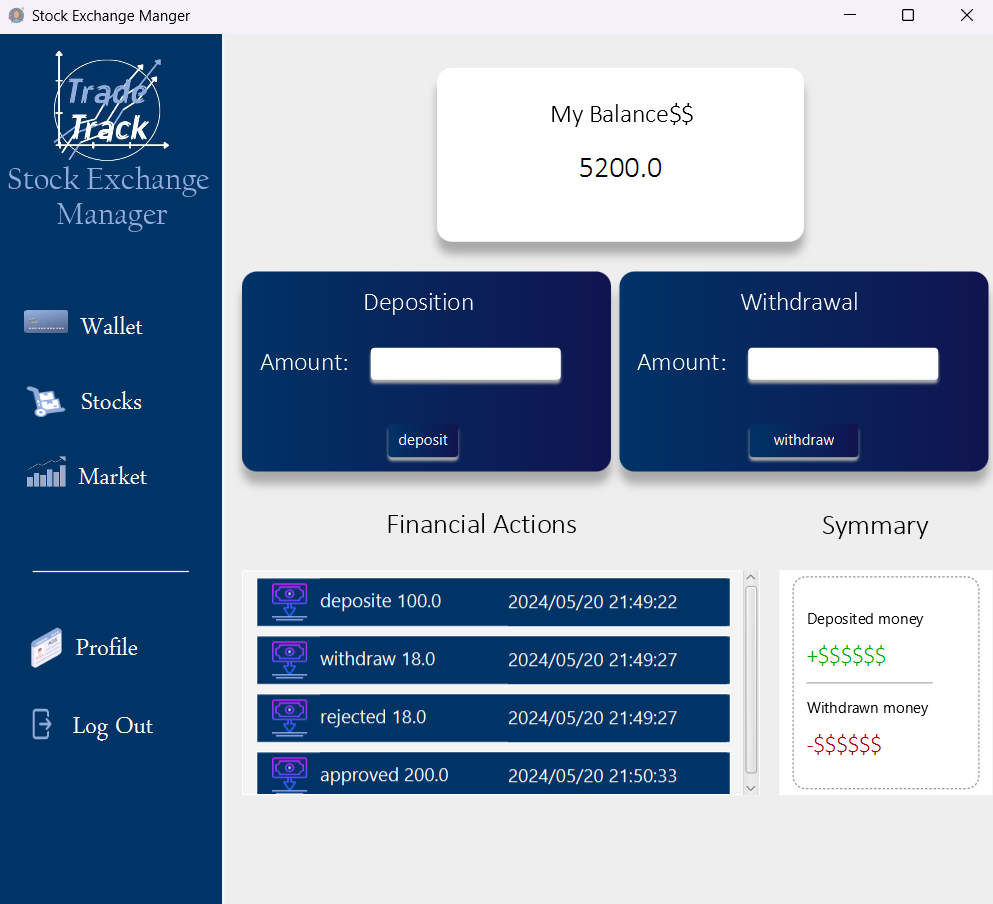 Stock Exchange Manger
Trade
Track
Stock Exchange
Manager
Wallet
Stocks
Market
Profile
Log Out
My Balance$$
5200.0
Deposition
Amount:
deposit
Withdrawal
Amount:
withdraw
Financial Actions
deposite 100.0 2024/05/20 21:49:22
withdraw 18.0 2024/05/20 21:49:27
rejected 18.0 2024/05/20 21:49:27
approved 200.0 2024/05/20 21:50:33
Symmary
Deposited money
+$$$$$$
Withdrawn money
-$$$$$$